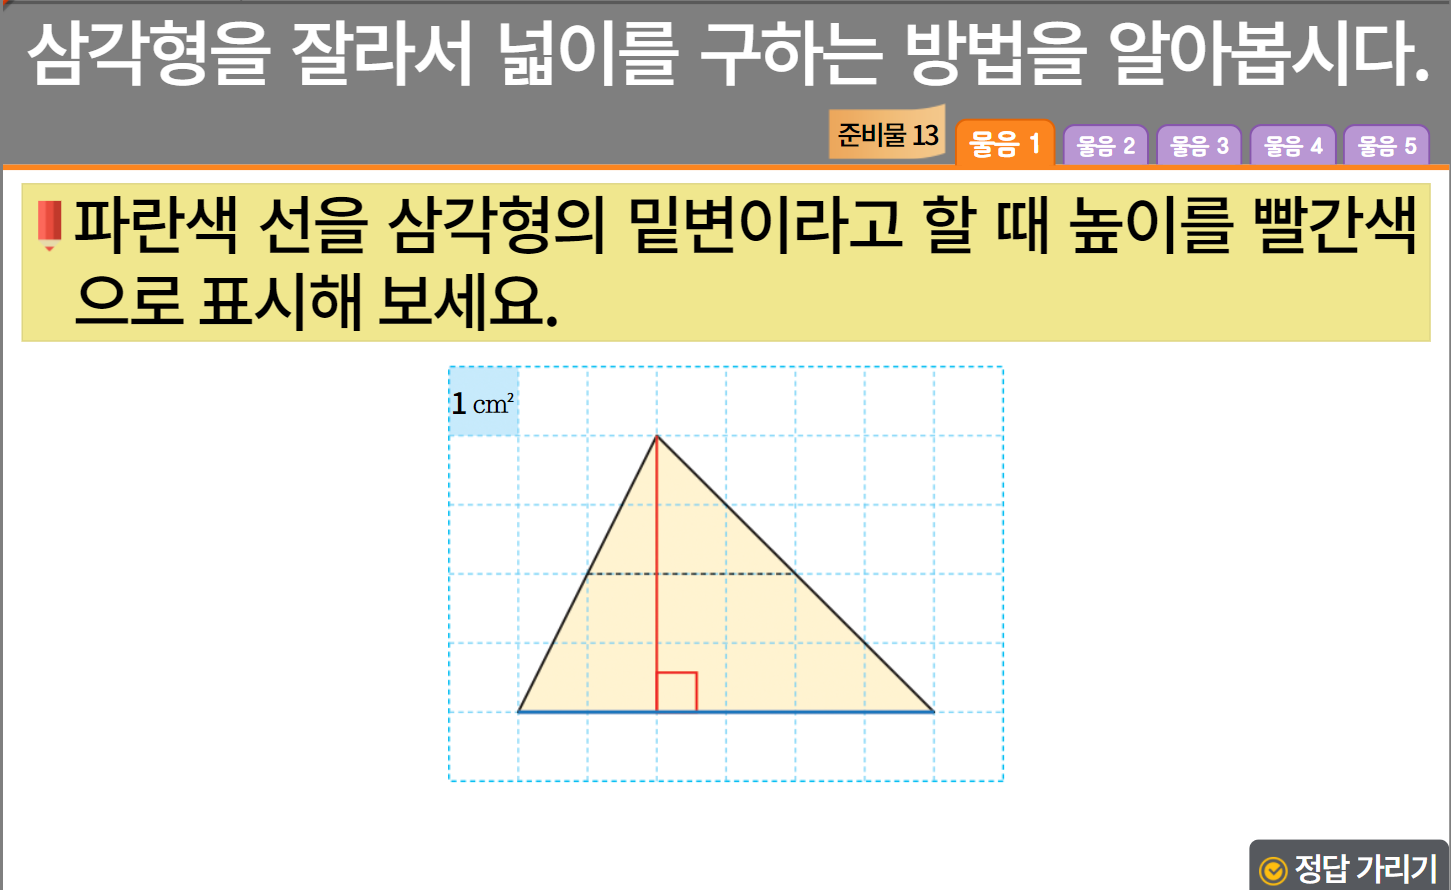 삼각형을 잘라서 넓이를 구하는 방법을 알아봅시다.
준비물 13
물음 1
물음 2
물음 3
물음 4
물음 5
파란색 선을 삼각형의 밑변이라고 할 때 높이를 빨간색
으로 표시해 보세요.
1 cm²
정답 가리기